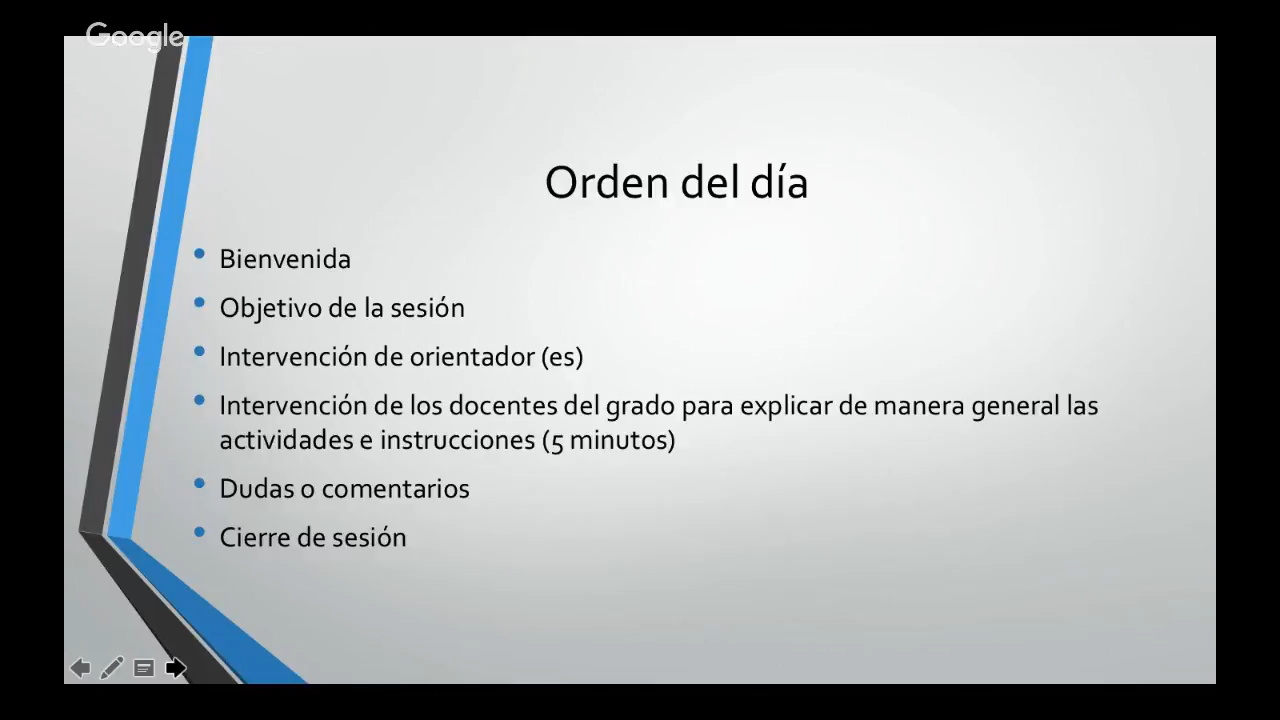 Google
Orden del día
• Bienvenida
• Objetivo de la sesión
• Intervención de orientador (es)
• Intervención de los docentes del grado para explicar de manera general las
actividades e instrucciones (5 minutos)
• Dudas o comentarios
• Cierre de sesión